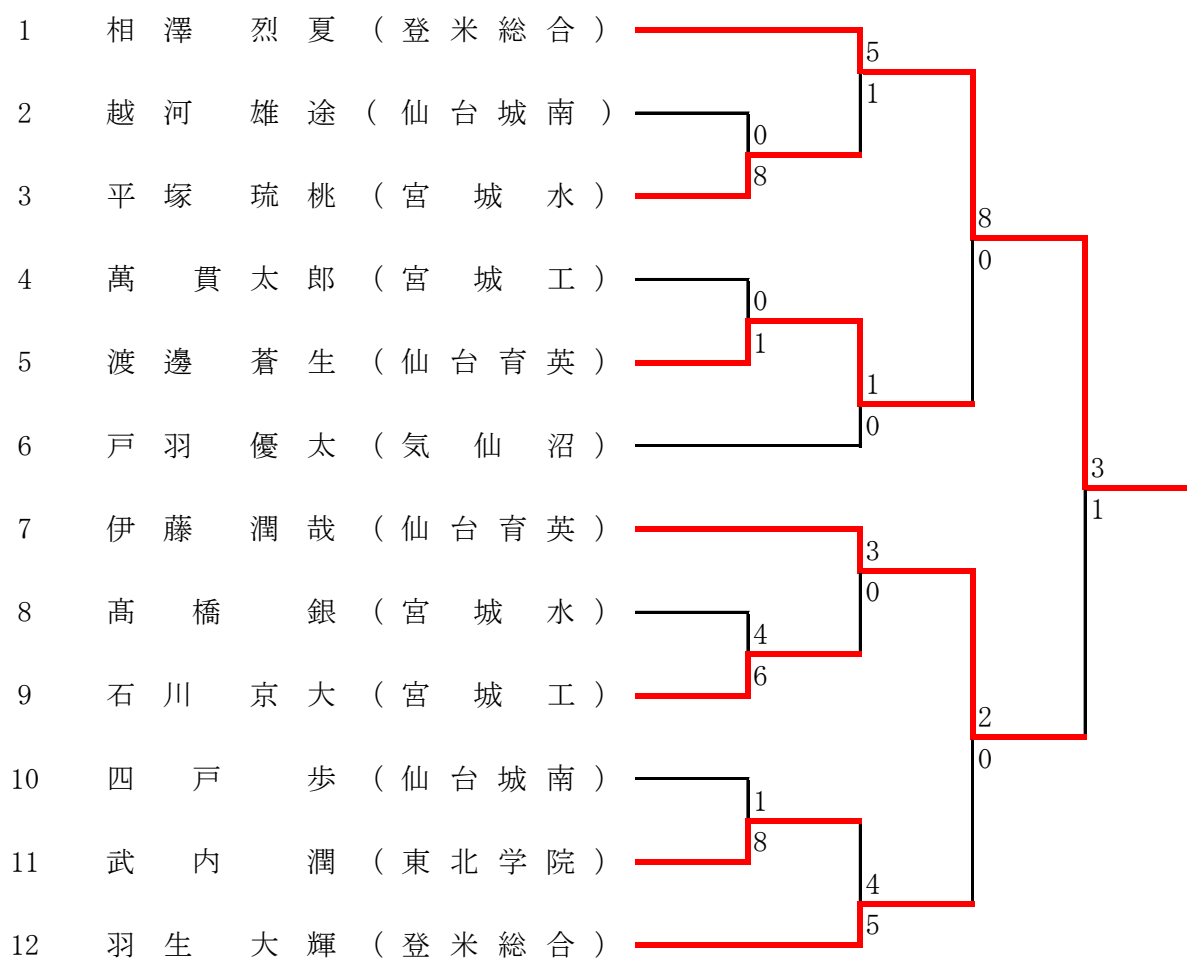 1 相澤 烈夏 (登米総合)
5
1
2 越河 雄途 (仙台城南)
0
8
3 平塚 琉桃 (宮城水)
8
0
4 萬 貫太郎 (宮城工)
0
1
5 渡邊 蒼生 (仙台育英)
1
0
6 戸羽 優太 (気仙沼)
3
1
7 伊藤 潤哉 (仙台育英)
3
0
8 髙橋 銀 (宮城水)
4
6
9 石川 京大 (宮城工)
2
0
10 四戸 歩 (仙台城南)
1
8
11 武内 潤 (東北学院)
4
5
12 羽生 大輝 (登米総合)